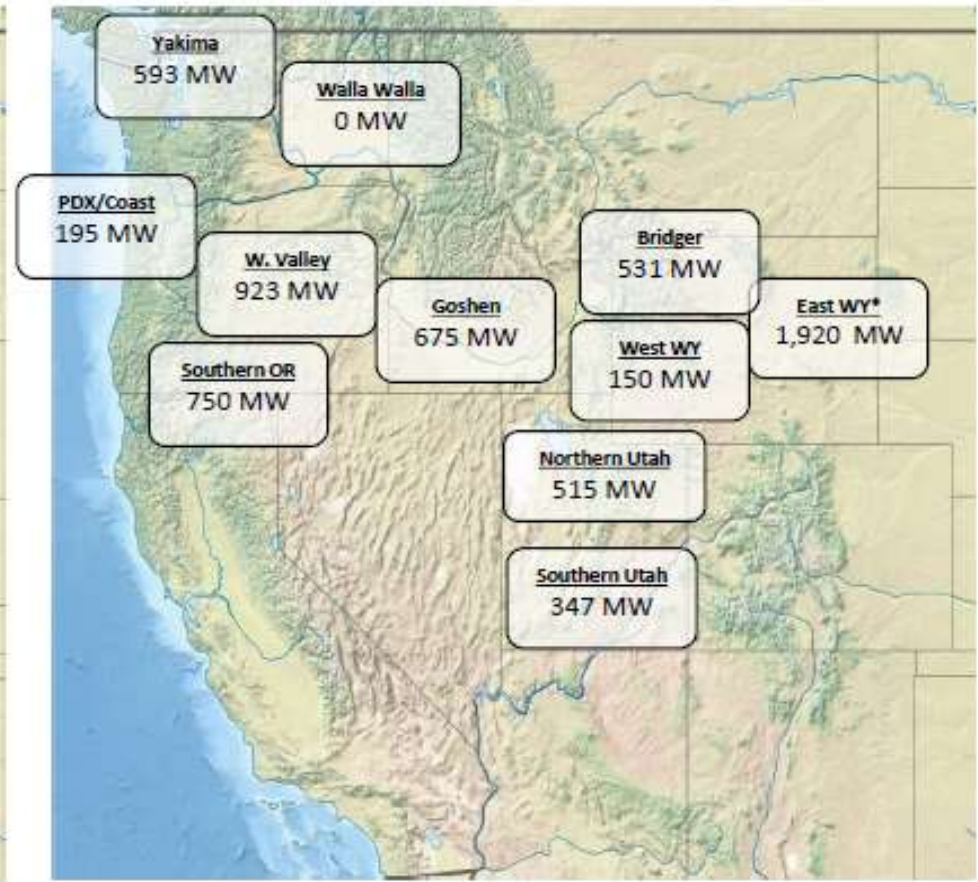 Yakima
593 MW
Walla Walla
0 MW
PDX/Coast
195 MW
W. Valley
923 MW
Bridger
531 MW
Goshen
675 MW
East WY*
1,920 MW
West WY
150 MW
Southern OR
750 MW
Northern Utah
515 MW
Southern Utah
347 MW